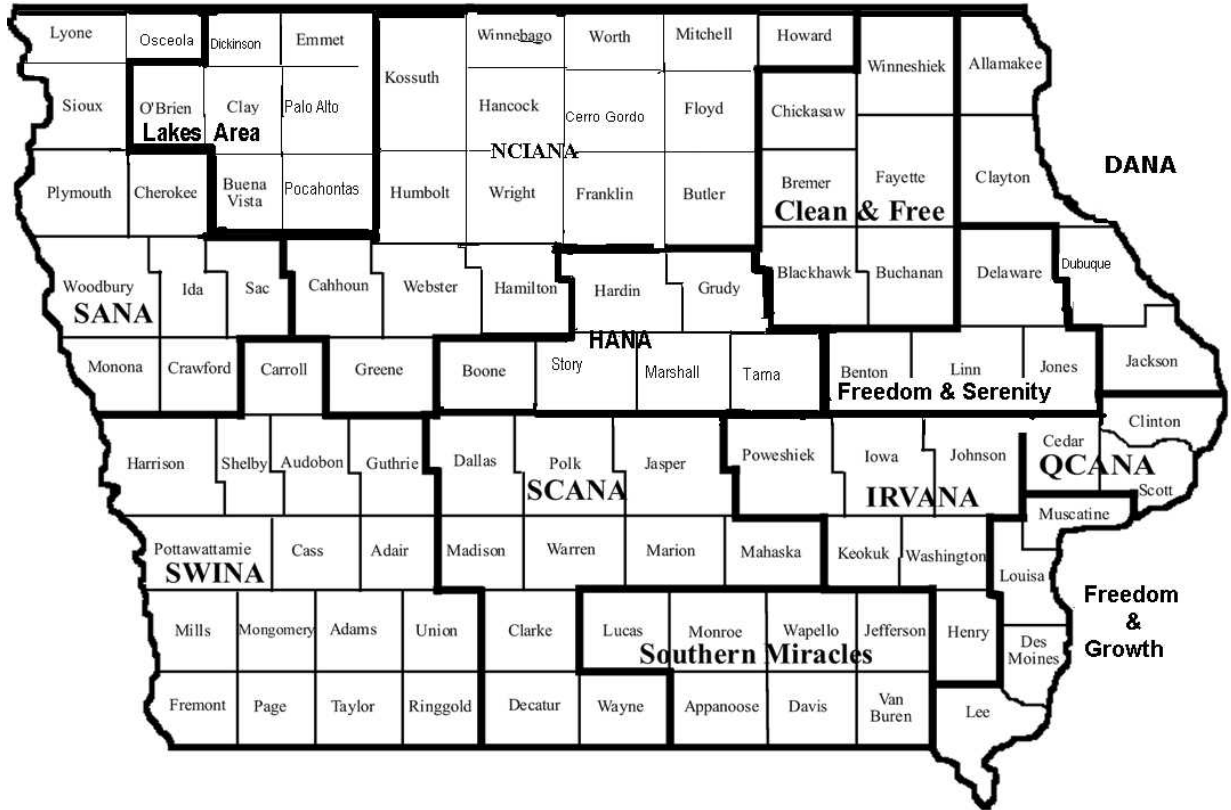 Lyone
Osceola
Dickinson
Emmet
Winnebago
Worth
Mitchell
Howard
Winneshiek
Allamakee
Kossuth
Sioux
O'Brien
Clay
Palo Alto
Hancock
Cerro Gordo
Floyd
Chickasaw
Lakes Area
NCIANA
DANA
Plymouth
Cherokee
Buena
Vista
Pocahontas
Humbolt
Wright
Franklin
Butler
Bremer
Fayette
Clayton
Clean & Free
Woodbury
Ida
Sac
Cahhoun
Webster
Hamilton
Hardin
Grudy
Blackhawk
Buchanan
Delaware
Dubuque
SANA
HANA
Monona
Crawford
Carroll
Greene
Boone
Story
Marshall
Tama
Benton
Linn
Jones
Jackson
Freedom & Serenity
Harrison
Shelby
Audobon
Guthrie
Dallas
Polk
Jasper
Poweshiek
Iowa
Johnson
Cedar
Clinton
SCANA
IRVANA
QCANA
Scott
Muscatine
Pottawattamie
Cass
Adair
Madison
Warren
Marion
Mahaska
Keokuk
Washington
Louisa
SWINA
Freedom
&
Growth
Mills
Mongomery
Adams
Union
Clarke
Lucas
Monroe
Wapello
Jefferson
Henry
Des
Moines
Southern Miracles
Fremont
Page
Taylor
Ringgold
Decatur
Wayne
Appanoose
Davis
Van
Buren
Lee